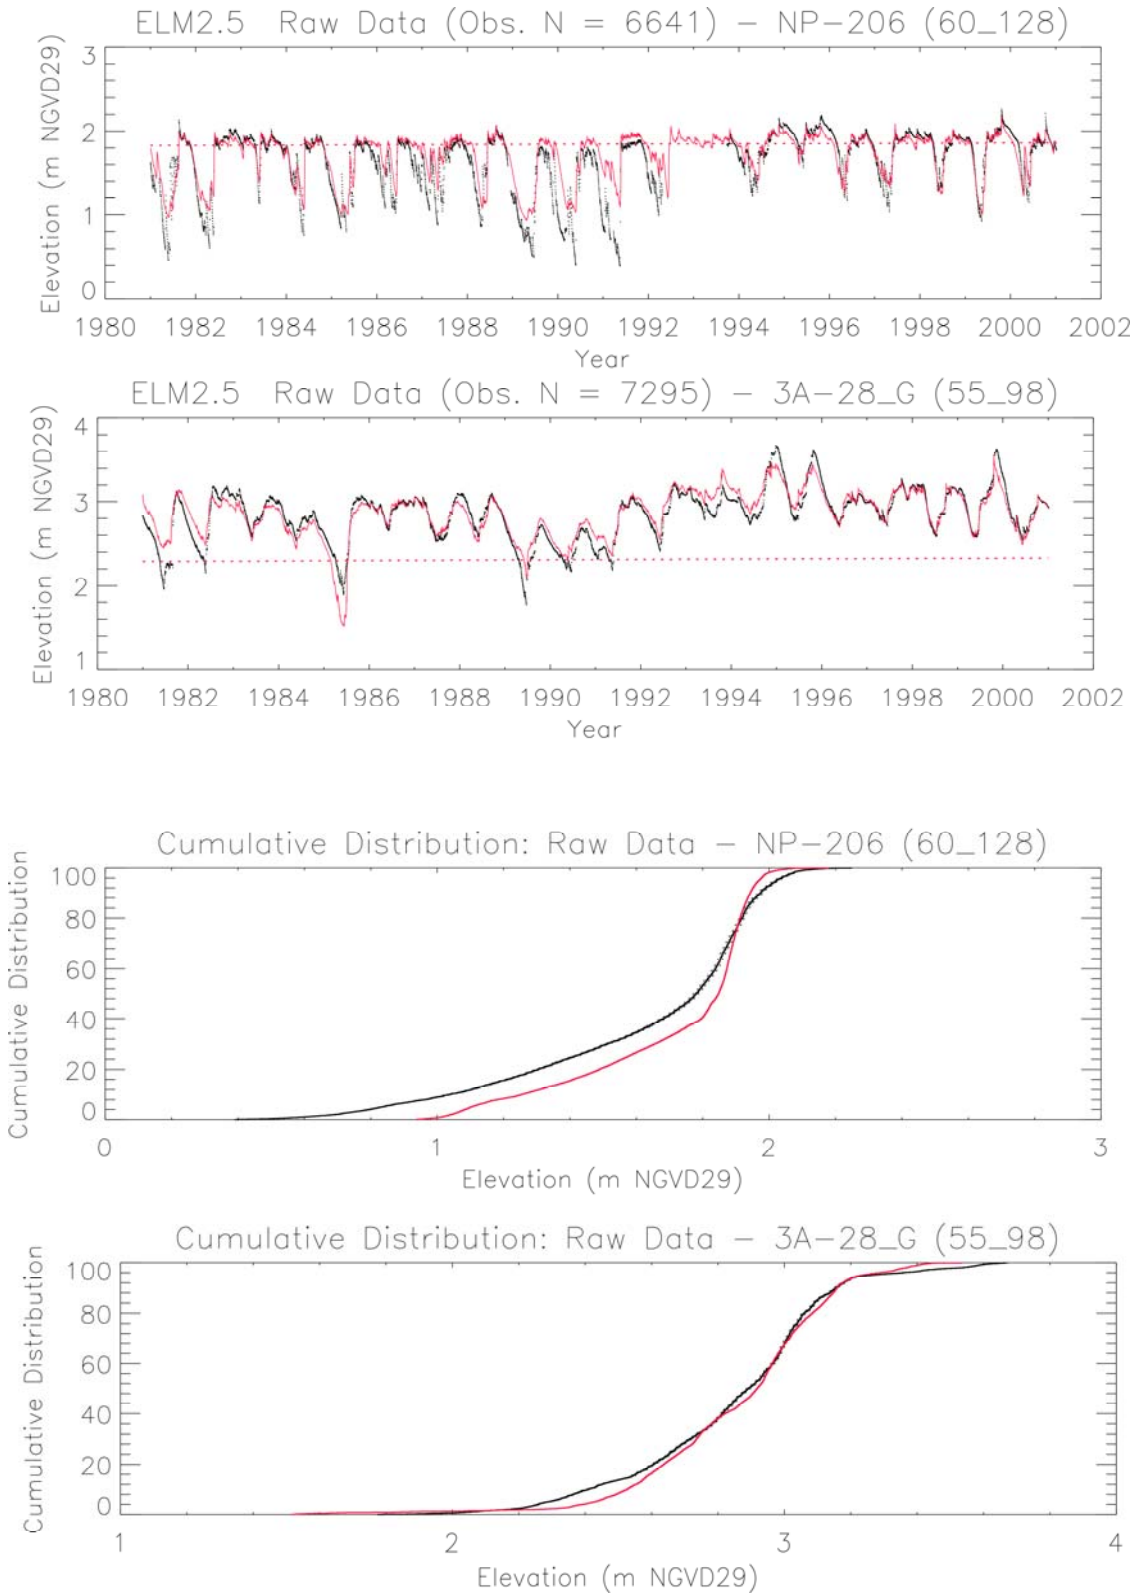 ELM2.5 Raw Data (Obs. N = 6641) – NP-206 (60_128)
Elevation (m NGVD29)
3
2
1
0
1980 1982 1984 1986 1988 1990 1992 1994 1996 1998 2000 2002
Year
ELM2.5 Raw Data (Obs. N = 7295) – 3A-28_G (55_98)
Elevation (m NGVD29)
4
3
2
1
1980 1982 1984 1986 1988 1990 1992 1994 1996 1998 2000 2002
Year
Cumulative Distribution: Raw Data – NP-206 (60_128)
Cumulative Distribution
100
80
60
40
20
0
0 1 2 3
Elevation (m NGVD29)
Cumulative Distribution: Raw Data – 3A-28_G (55_98)
Cumulative Distribution
100
80
60
40
20
0
1 2 3 4
Elevation (m NGVD29)